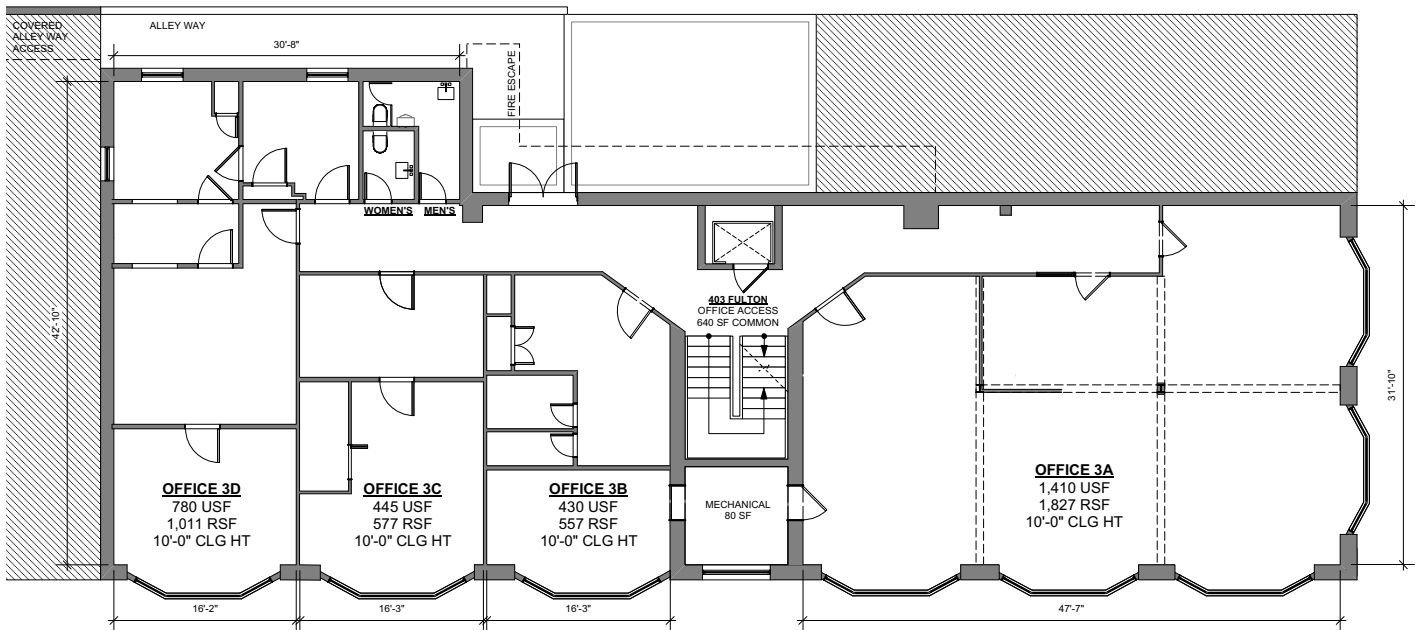 COVERED
ALLEY WAY
ACCESS
ALLEY WAY
30'-8"
FIRE ESCAPE
WOMEN'S
MEN'S
42'-10"
403 FULTON
OFFICE ACCESS
640 SF COMMON
31'-10"
OFFICE 3D
780 USF
1,011 RSF
10'-0" CLG HT
OFFICE 3C
445 USF
577 RSF
10'-0" CLG HT
OFFICE 3B
430 USF
557 RSF
10'-0" CLG HT
MECHANICAL
80 SF
OFFICE 3A
1,410 USF
1,827 RSF
10'-0" CLG HT
16'-2"
16'-3"
16'-3"
47'-7"